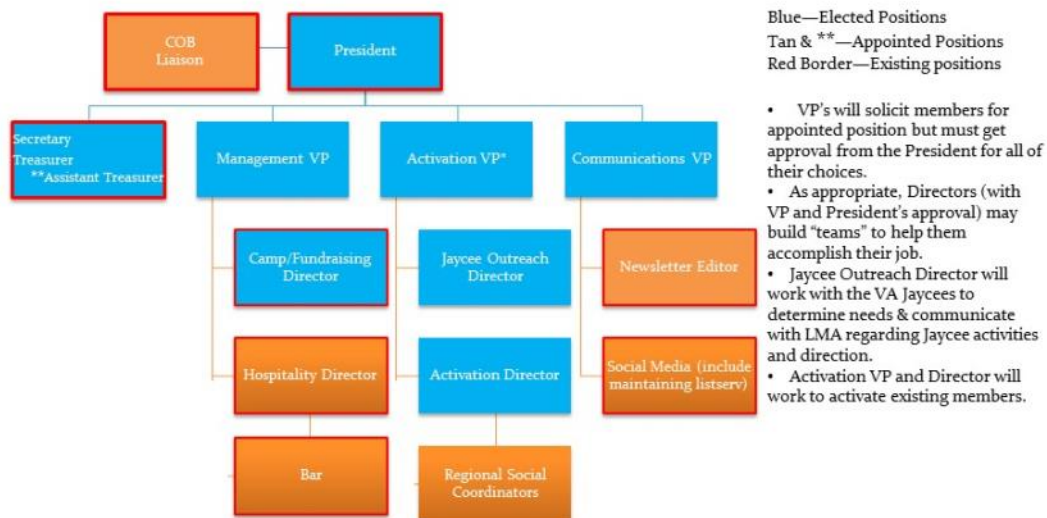 COB
Liaison
President
Secretary
Treasurer
**Assistant Treasurer
Management VP
Activation VP*
Communications VP
Camp/Fundraising
Director
Jaycee Outreach
Director
Newsletter Editor
Hospitality Director
Activation Director
Social Media (include
maintaining listserv)
Bar
Regional Social
Coordinators
Blue—Elected Positions
Tan & **—Appointed Positions
Red Border—Existing positions
• VP's will solicit members for
appointed position but must get
approval from the President for all of
their choices.
• As appropriate, Directors (with
VP and President's approval) may
build "teams" to help them
accomplish their job.
• Jaycee Outreach Director will
work with the VA Jaycees to
determine needs & communicate
with LMA regarding Jaycee activities
and direction.
• Activation VP and Director will
work to activate existing members.